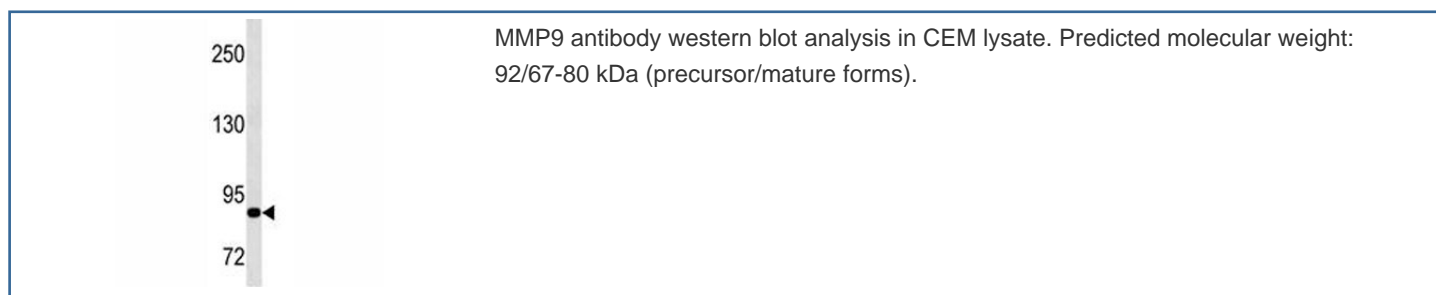 250
130
95
72
MMP9 antibody western blot analysis in CEM lysate. Predicted molecular weight:
92/67-80 kDa (precursor/mature forms).